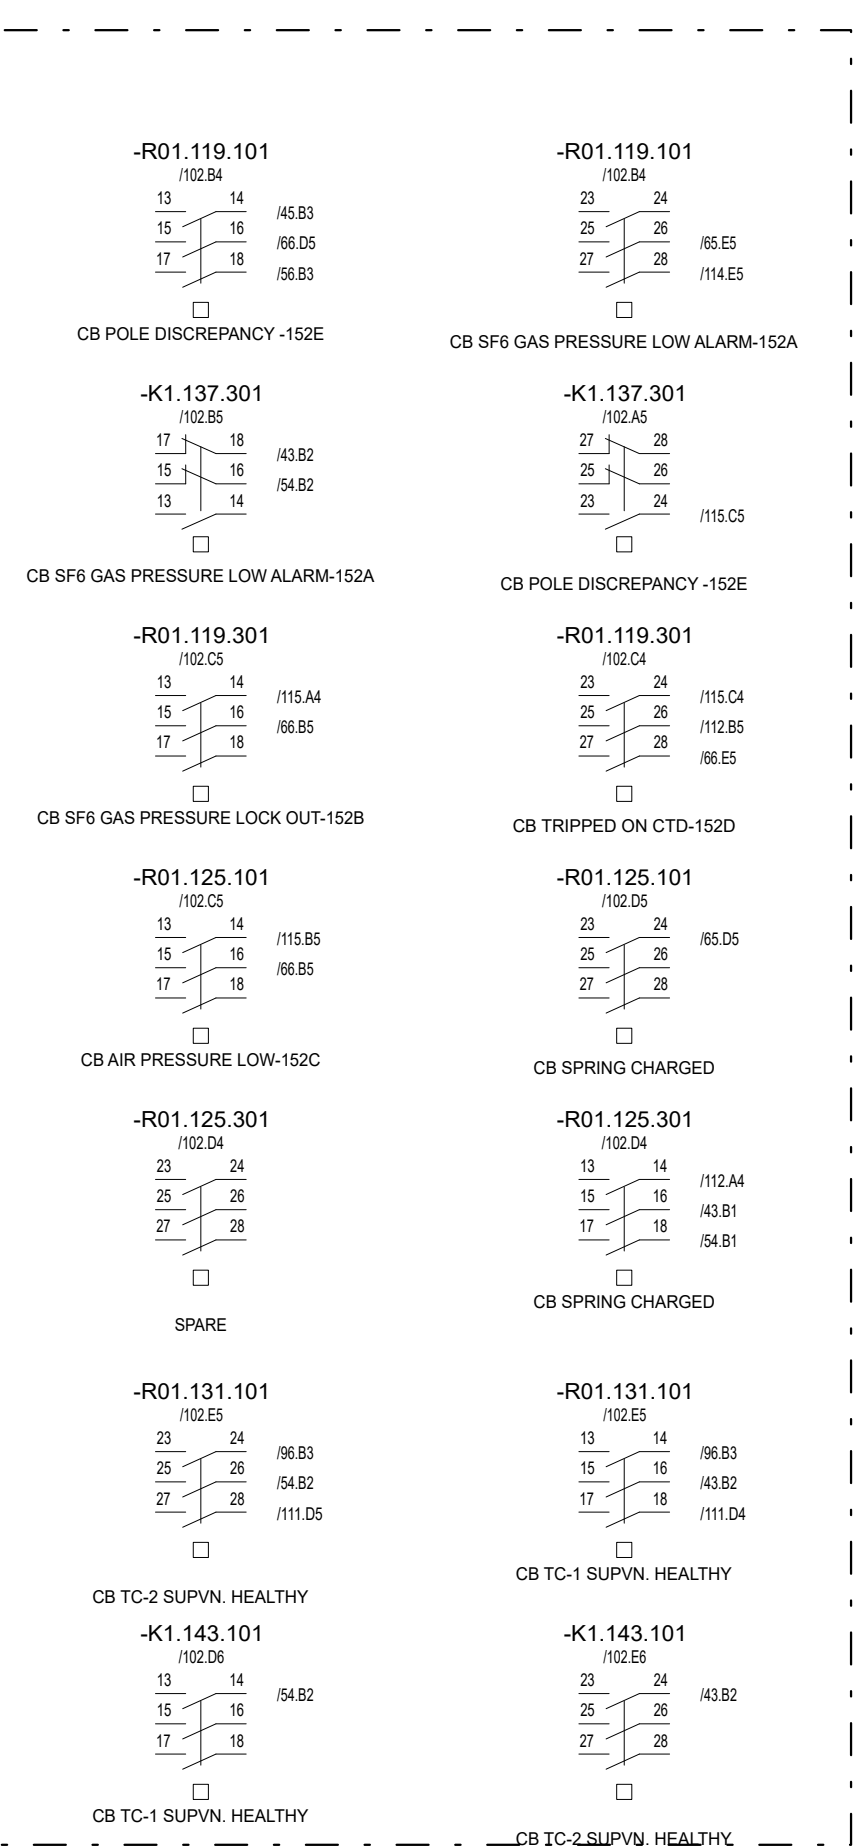 -R01.119.101
/102.B4
13 14
/45.B3
15 16
/66.D5
17 18
/56.B3
CB POLE DISCREPANCY -152E
-R01.119.101
/102.B4
23 24
25 26
/65.E5
27 28
/114.E5
CB SF6 GAS PRESSURE LOW ALARM-152A
-K1.137.301
/102.B5
17 18
/43.B2
15 16
/54.B2
13 14
CB SF6 GAS PRESSURE LOW ALARM-152A
-K1.137.301
/102.A5
27 28
25 26
23 24
/115.C5
CB POLE DISCREPANCY -152E
-R01.119.301
/102.C5
13 14
/115.A4
15 16
/66.B5
17 18
CB SF6 GAS PRESSURE LOCK OUT-152B
-R01.119.301
/102.C4
23 24
/115.C4
25 26
/112.B5
27 28
/66.E5
CB TRIPPED ON CTD-152D
-R01.125.101
/102.C5
13 14
/115.B5
15 16
/66.B5
17 18
CB AIR PRESSURE LOW-152C
-R01.125.101
/102.D5
23 24
/65.D5
25 26
27 28
CB SPRING CHARGED
-R01.125.301
/102.D4
23 24
25 26
27 28
SPARE
-R01.125.301
/102.D4
13 14
/112.A4
15 16
/43.B1
17 18
/54.B1
CB SPRING CHARGED
-R01.131.101
/102.E5
23 24
/96.B3
25 26
/54.B2
27 28
/111.D5
CB TC-2 SUPVN. HEALTHY
-R01.131.101
/102.E5
13 14
/96.B3
15 16
/43.B2
17 18
/111.D4
CB TC-1 SUPVN. HEALTHY
-K1.143.101
/102.D6
13 14
/54.B2
15 16
17 18
CB TC-1 SUPVN. HEALTHY
-K1.143.101
/102.E6
23 24
/43.B2
25 26
27 28
CB TC-2 SUPVN. HEALTHY